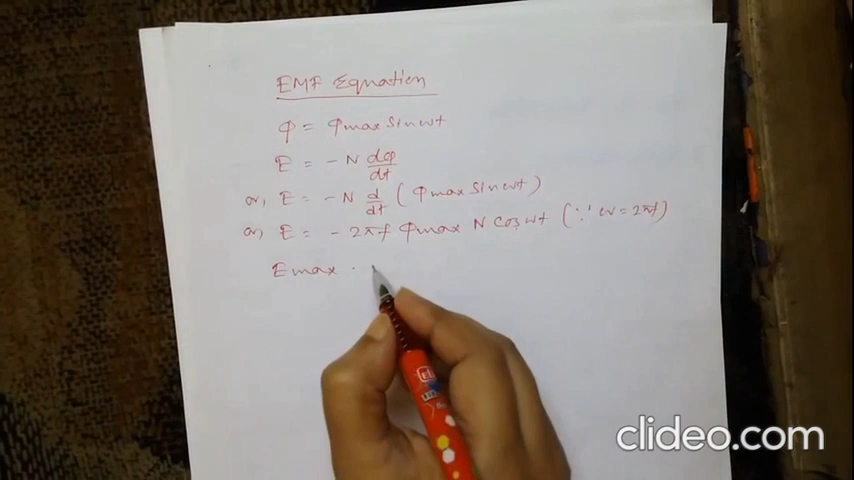 EMF Equation
φ = φmax Sin ωt
E = -N dφ/dt
or, E = -N d/dt (φmax Sin ωt)
or, E = - 2πf φmax N Cos ωt (∵ ω = 2πf)
Emax
clideo.com